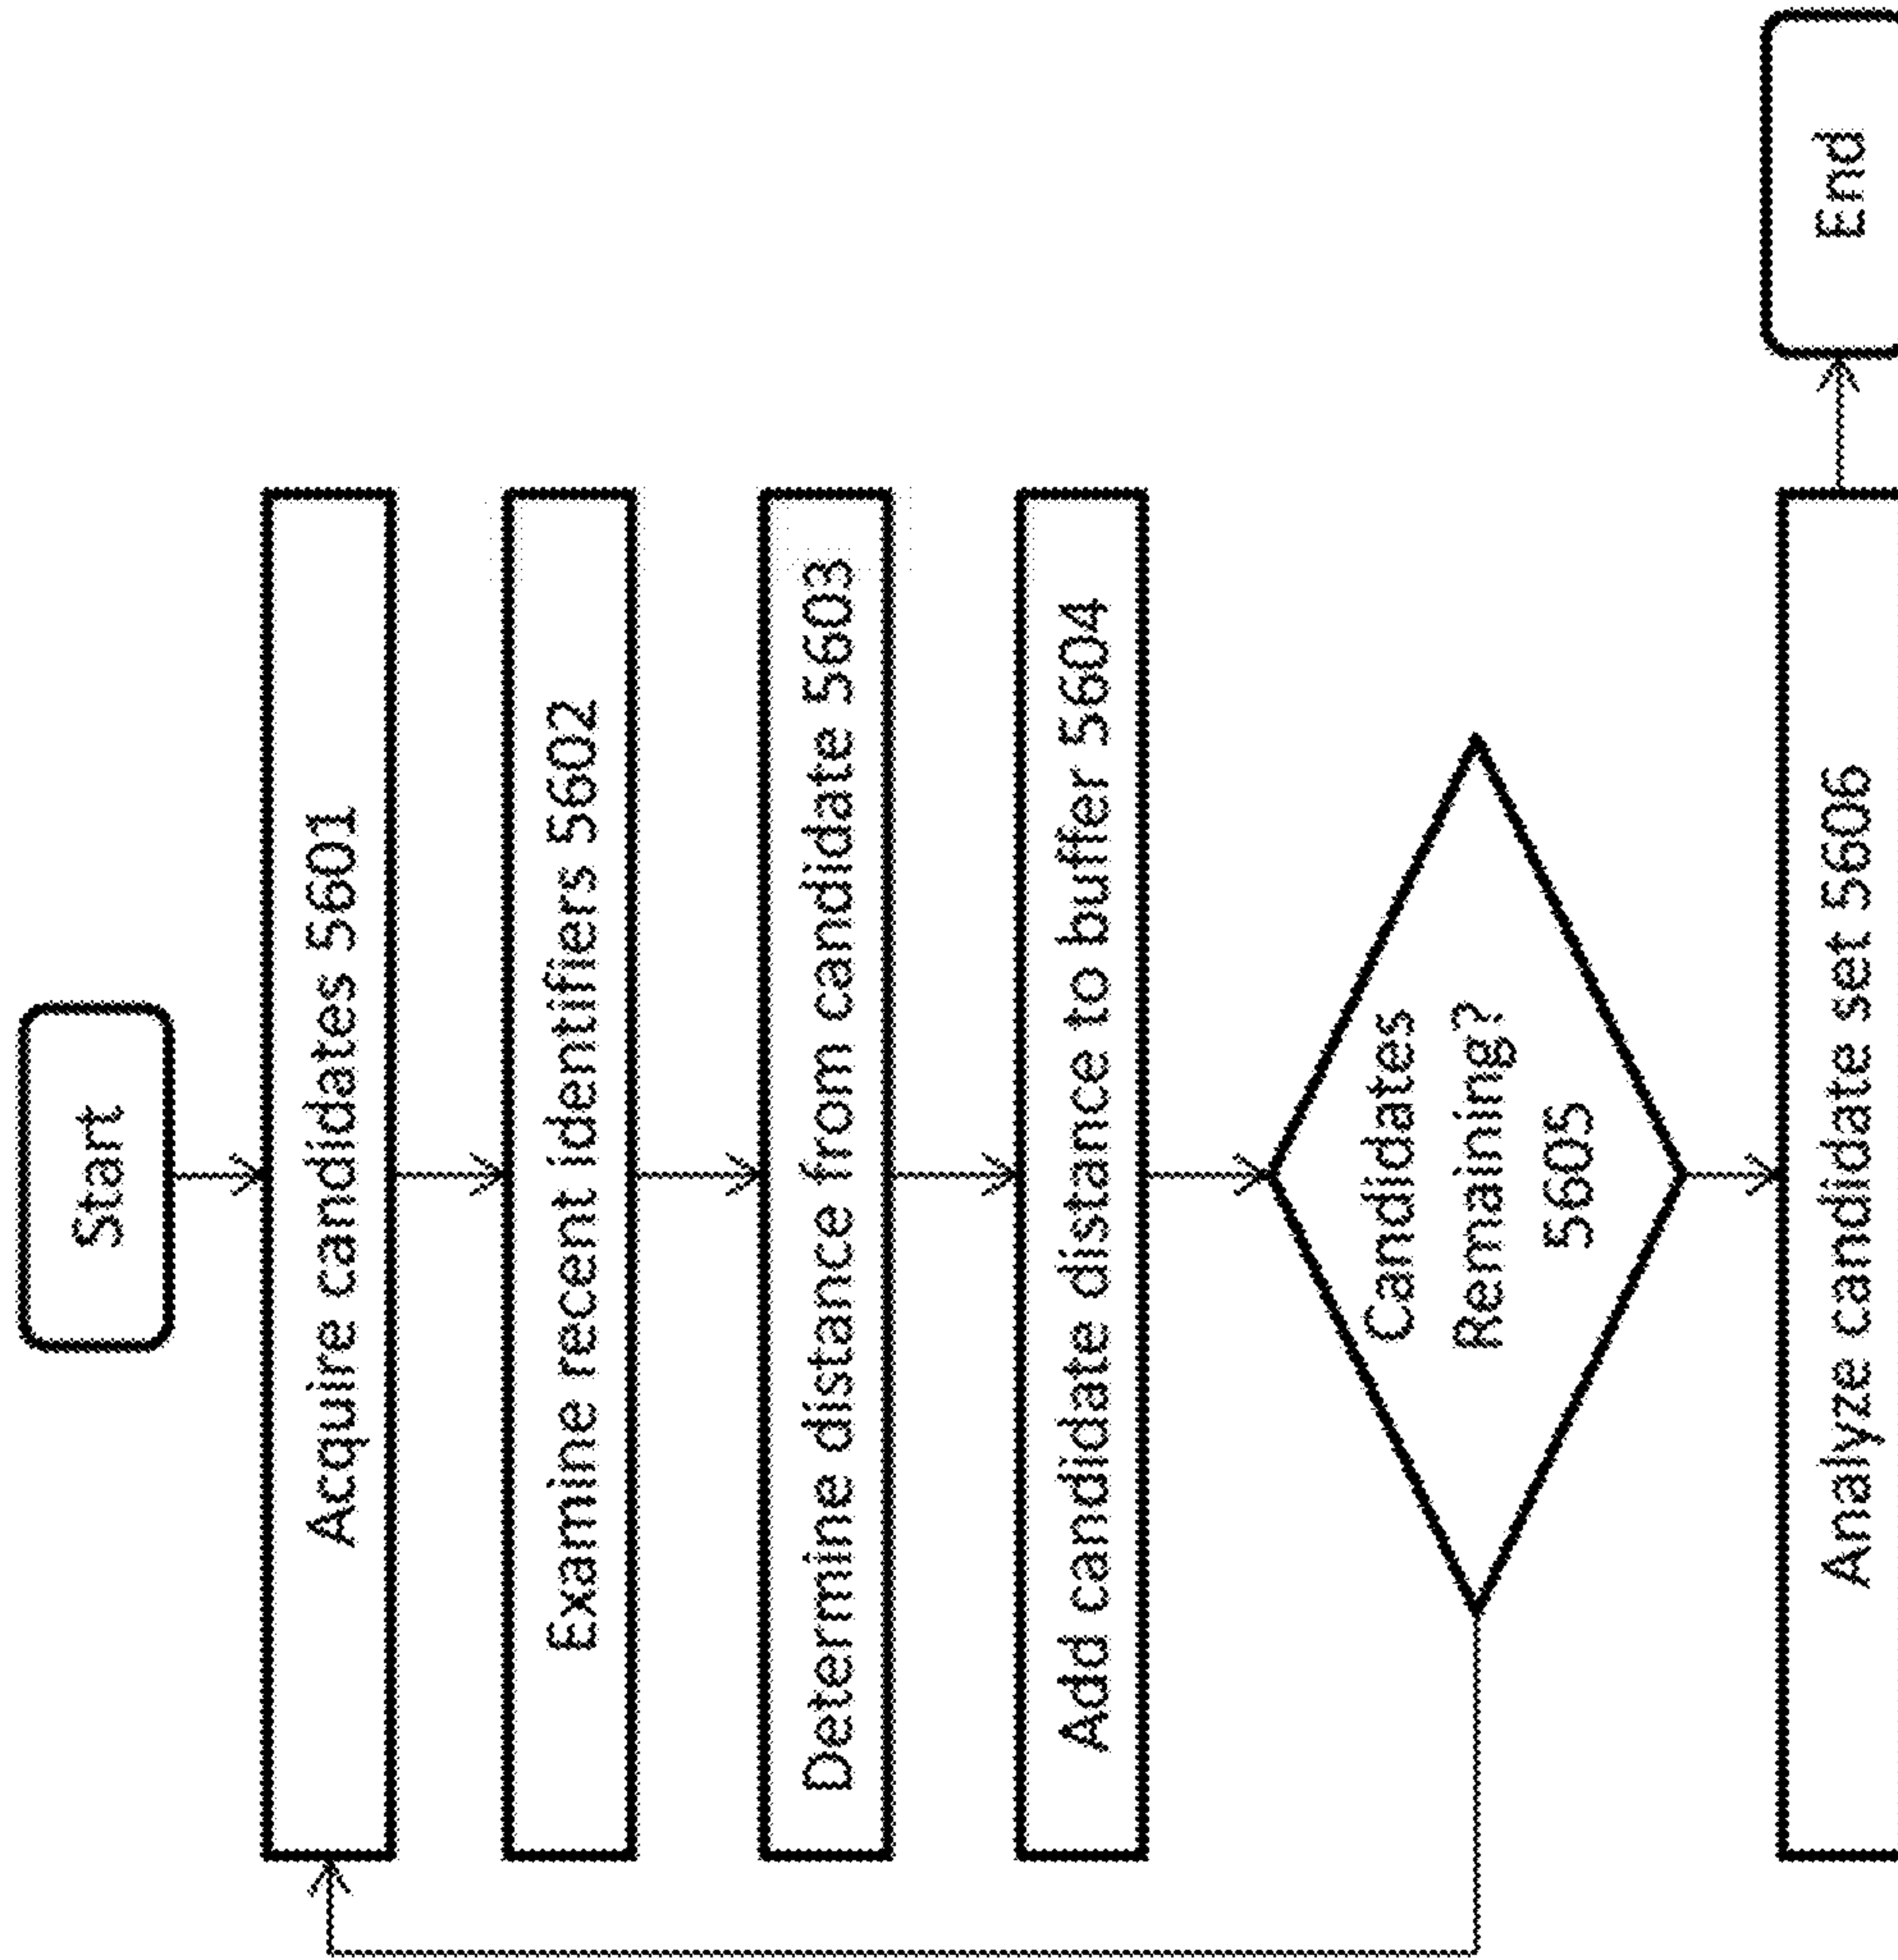 Start
Acquire candidates 5601
Examine recent identifiers 5602
Determine distance from candidate 5603
Add candidate distance to buffer 5604
Candidates
Remaining?
5605
Analyze candidate set 5606
End